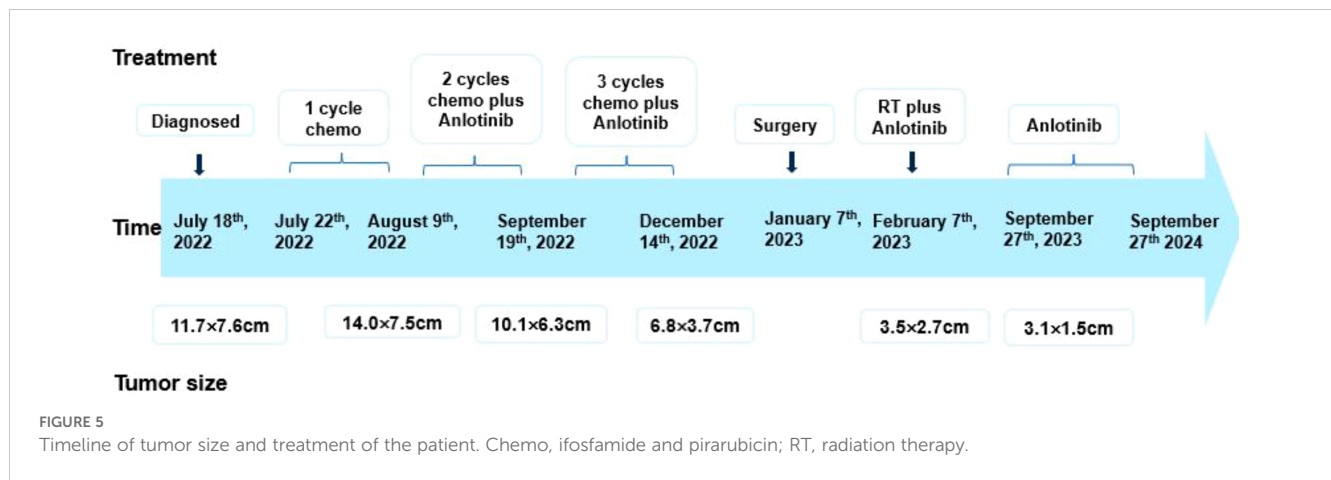 Treatment
Diagnosed
1 cycle
chemo
2 cycles
chemo plus
Anlotinib
3 cycles
chemo plus
Anlotinib
Surgery
RT plus
Anlotinib
Anlotinib
Time
July 18th,
2022
July 22th,
2022
August 9th,
2022
September
19th, 2022
December
14th, 2022
January 7th,
2023
February 7th,
2023
September
27th, 2023
September
27th 2024
11.7×7.6cm
14.0×7.5cm
10.1×6.3cm
6.8×3.7cm
3.5×2.7cm
3.1×1.5cm
Tumor size
FIGURE 5
Timeline of tumor size and treatment of the patient. Chemo, ifosfamide and pirarubicin; RT, radiation therapy.